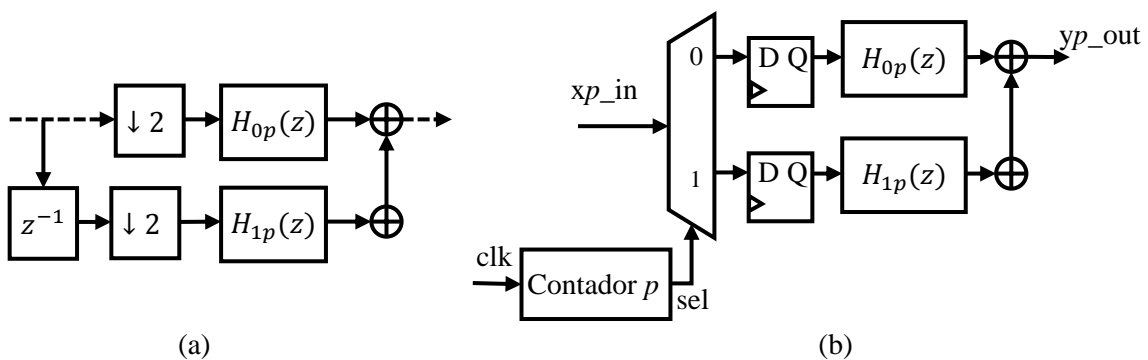 ↓ 2
H₀ₚ(z)
z⁻¹
↓ 2
H₁ₚ(z)
(a)
xp_in
0
1
D Q
H₀ₚ(z)
yp_out
D Q
H₁ₚ(z)
clk
Contador p
sel
(b)